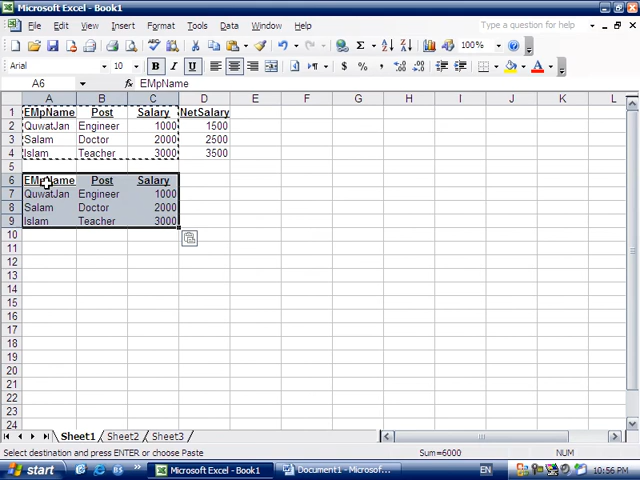 Microsoft Excel - Book1
File Edit View Insert Format Tools Data Window Help Type a question for help
Σ 100%
Arial 10 B I U $ % ,
A6 fx EMpName
A B C D E F G H I J K L
1 EMpName Post Salary NetSalary
2 QuwatJan Engineer 1000 1500
3 Salam Doctor 2000 2500
4 Islam Teacher 3000 3500
5
6 EMpName Post Salary
7 QuwatJan Engineer 1000
8 Salam Doctor 2000
9 Islam Teacher 3000
10
11
12
13
14
15
16
17
18
19
20
21
22
23
24
Sheet1 Sheet2 Sheet3
Select destination and press ENTER or choose Paste Sum=6000 NUM
start Microsoft Excel - Book1 Document1 - Microsof... EN 10:56 PM